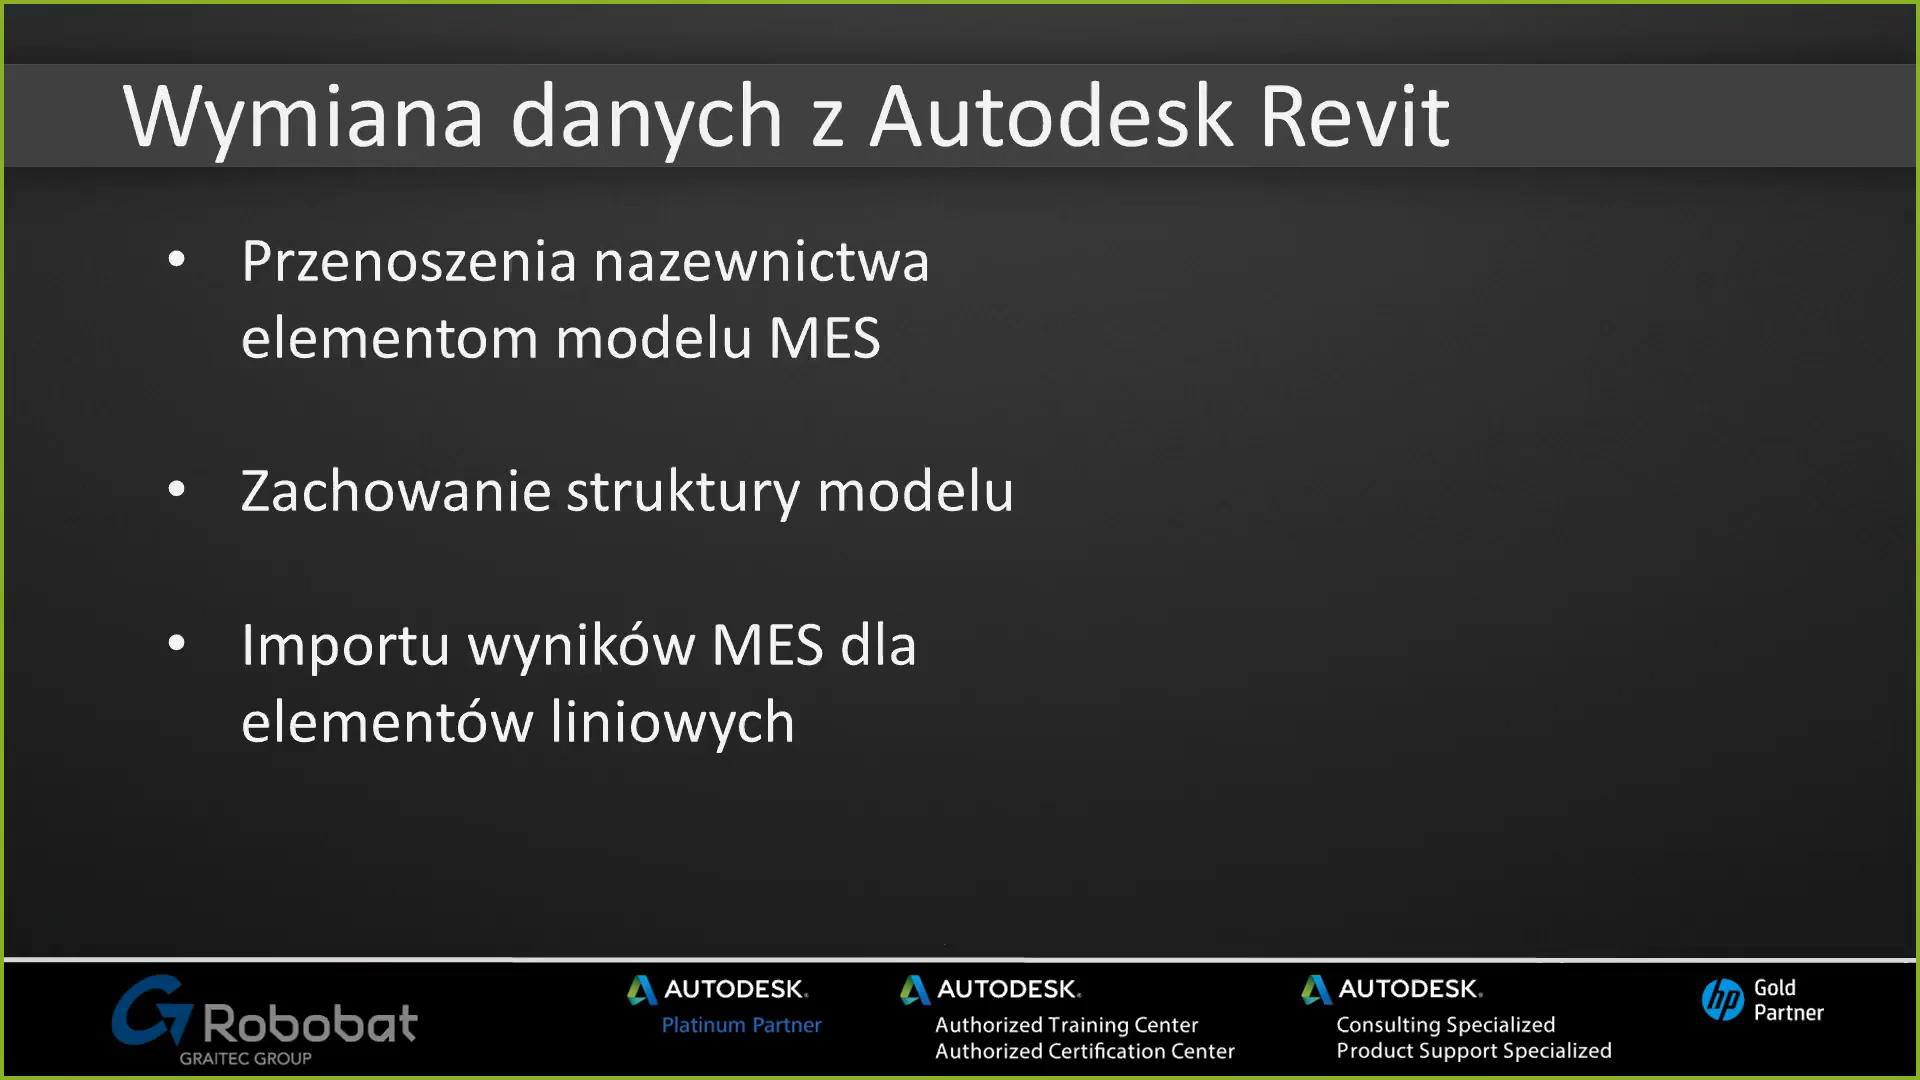 Wymiana danych z Autodesk Revit
• Przenoszenia nazewnictwa
elementom modelu MES
• Zachowanie struktury modelu
• Importu wyników MES dla
elementów liniowych
Robobat
GRAITEC GROUP
AUTODESK.
Platinum Partner
AUTODESK.
Authorized Training Center
Authorized Certification Center
AUTODESK.
Consulting Specialized
Product Support Specialized
hp
Gold
Partner